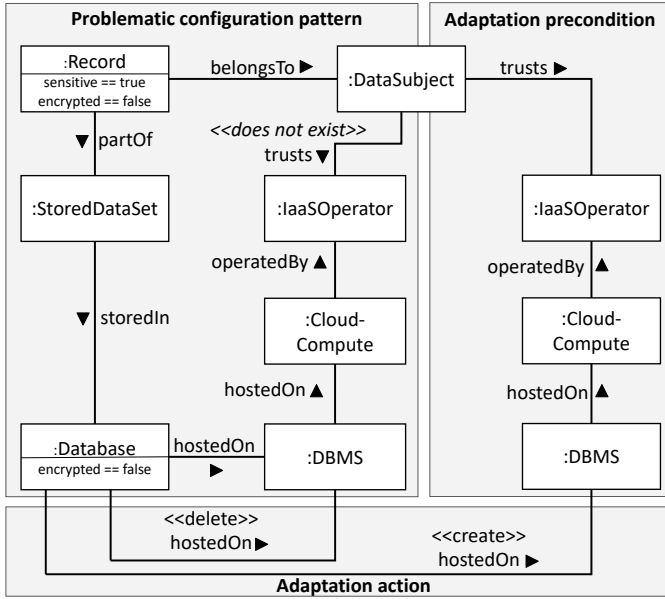 Problematic configuration pattern
Adaptation precondition
:Record
sensitive == true
encrypted == false
belongsTo ▶
:DataSubject
trusts ▶
<<does not exist>>
trusts ▼
▼ partOf
:StoredDataSet
:IaaSOperator
:IaaSOperator
operatedBy ▲
operatedBy ▲
▼ storedIn
:Cloud-
Compute
:Cloud-
Compute
hostedOn ▲
hostedOn ▲
:Database
encrypted == false
hostedOn
▶
:DBMS
:DBMS
<<delete>>
hostedOn ▶
<<create>>
hostedOn ▶
Adaptation action